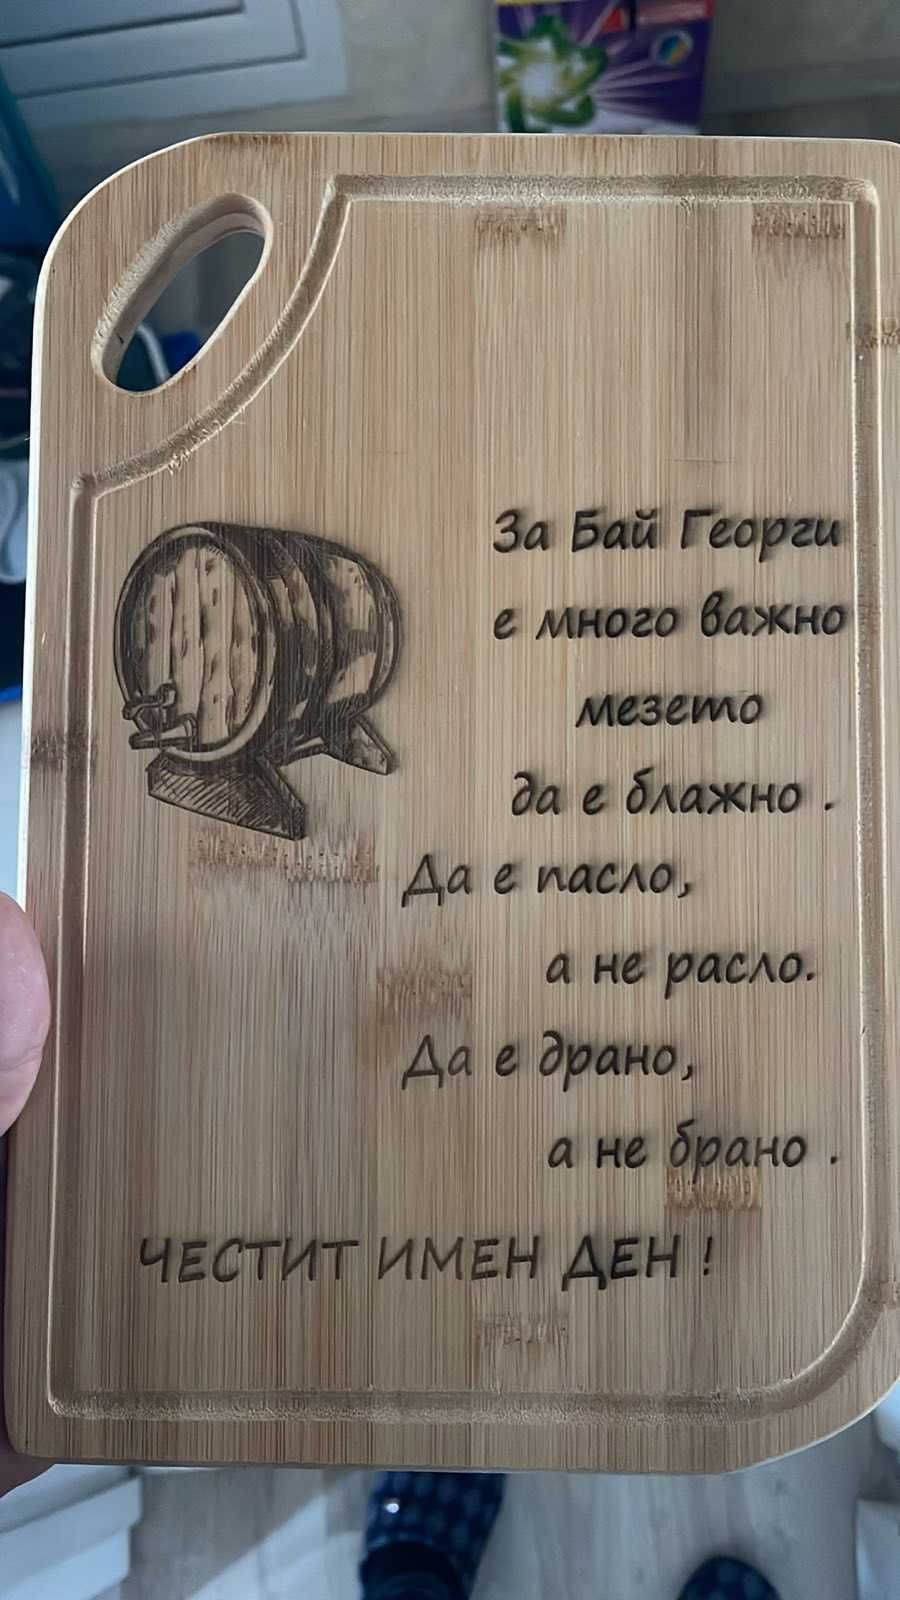 За Бай Георги
е много важно
мезето
да е блажно .
Да е пасло,
а не расло.
Да е драно,
а не брано .
ЧЕСТИТ ИМЕН ДЕН !